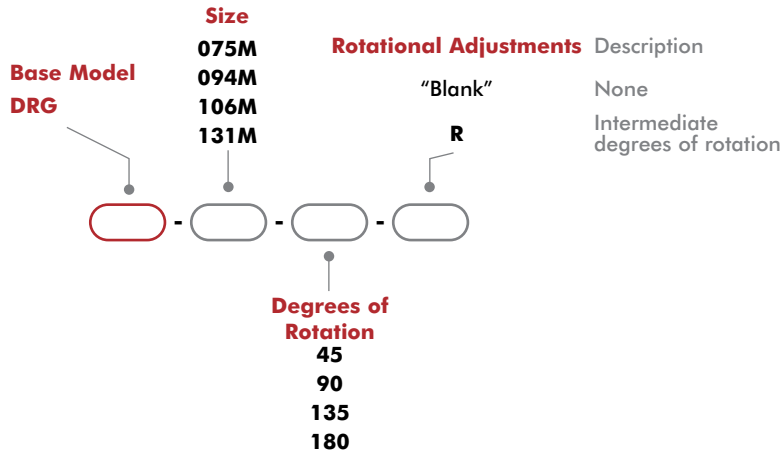 Size
075M
094M
106M
131M
Base Model
DRG
Rotational Adjustments Description
“Blank” None
R Intermediate
degrees of rotation
- - -
Degrees of
Rotation
45
90
135
180